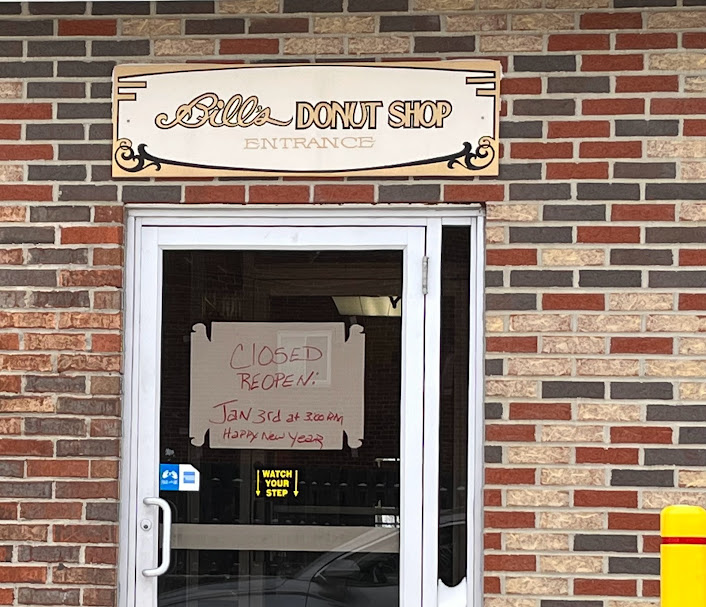 Bill's DONUT SHOP
ENTRANCE
CLOSED
REOPEN:
JAN 3rd at 3:00 AM
Happy New Year
WATCH
YOUR
STEP